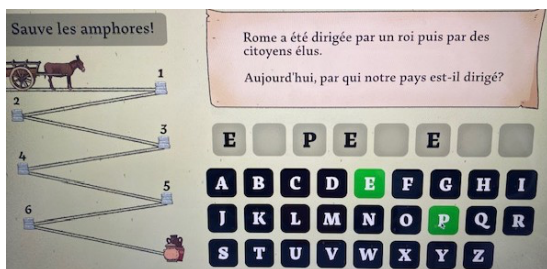 Sauve les amphores!
Rome a été dirigée par un roi puis par des
citoyens élus.
Aujourd'hui, par qui notre pays est-il dirigé?
1
2
3
4
5
6
E P E E
A B C D E F G H I
J K L M N O P Q R
S T U V W X Y Z